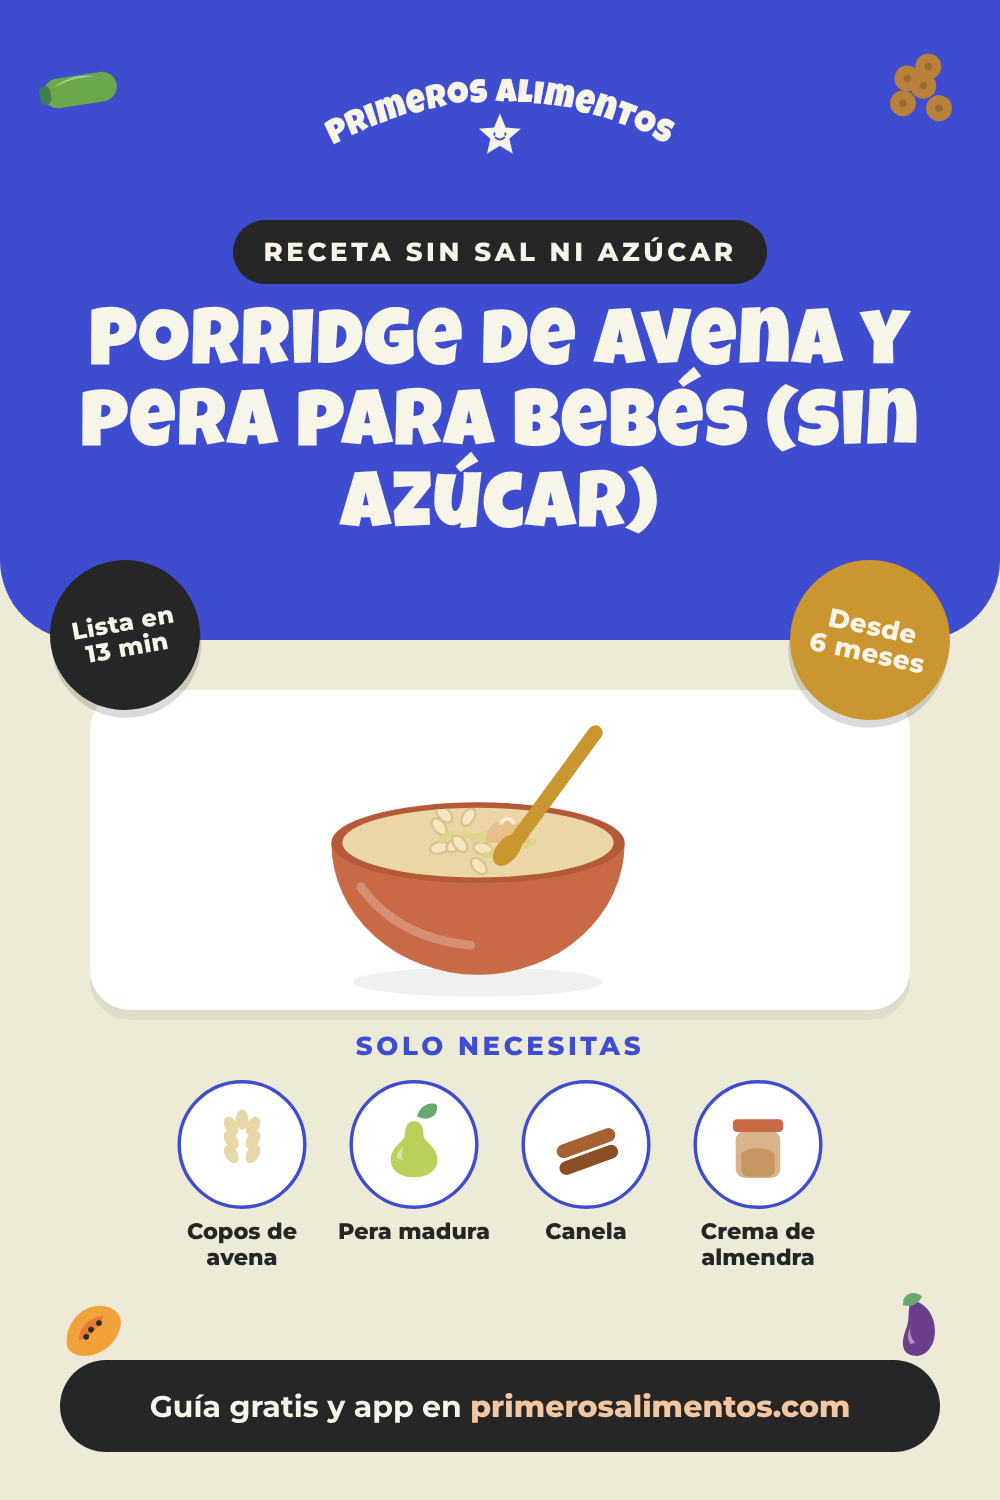 PRIMEROS ALIMENTOS
RECETA SIN SAL NI AZÚCAR
PORRIDGE DE AVENA Y
PERA PARA BEBÉS (SIN
AZÚCAR)
Lista en
13 min
Desde
6 meses
SOLO NECESITAS
Copos de
avena
Pera madura
Canela
Crema de
almendra
Guía gratis y app en primerosalimentos.com